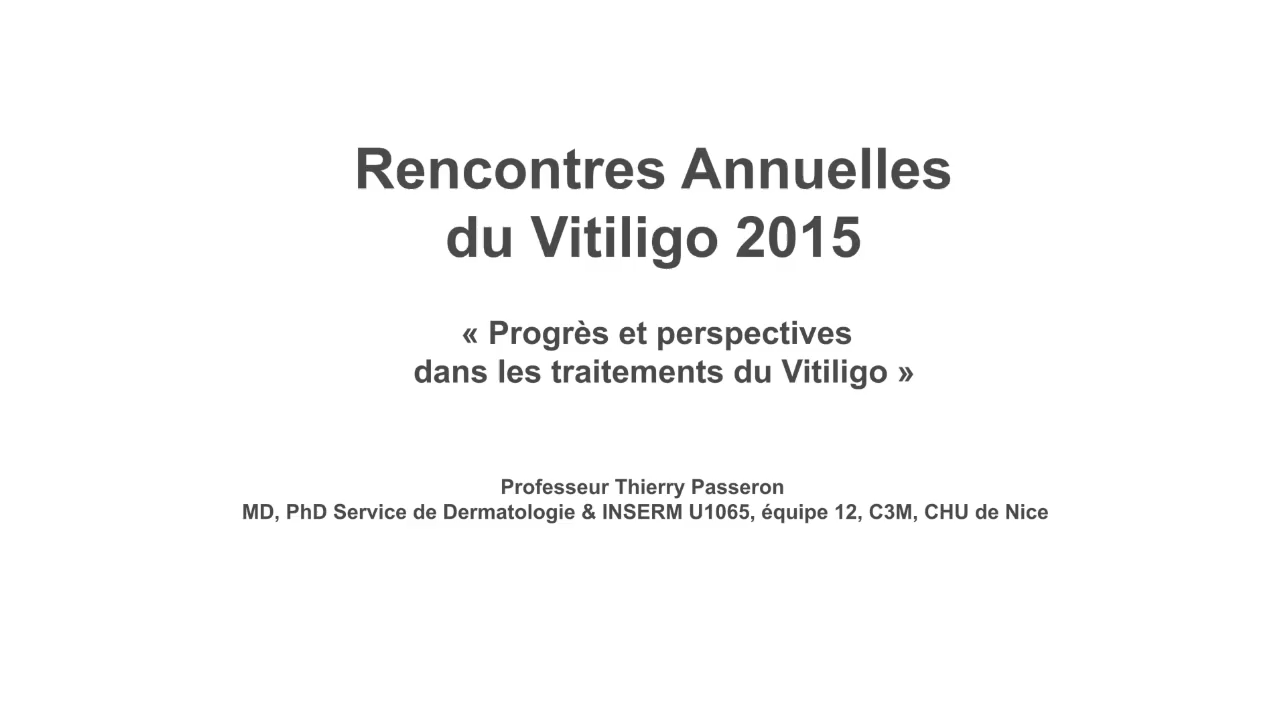 Rencontres Annuelles
du Vitiligo 2015
« Progrès et perspectives
dans les traitements du Vitiligo »
Professeur Thierry Passeron
MD, PhD Service de Dermatologie & INSERM U1065, équipe 12, C3M, CHU de Nice